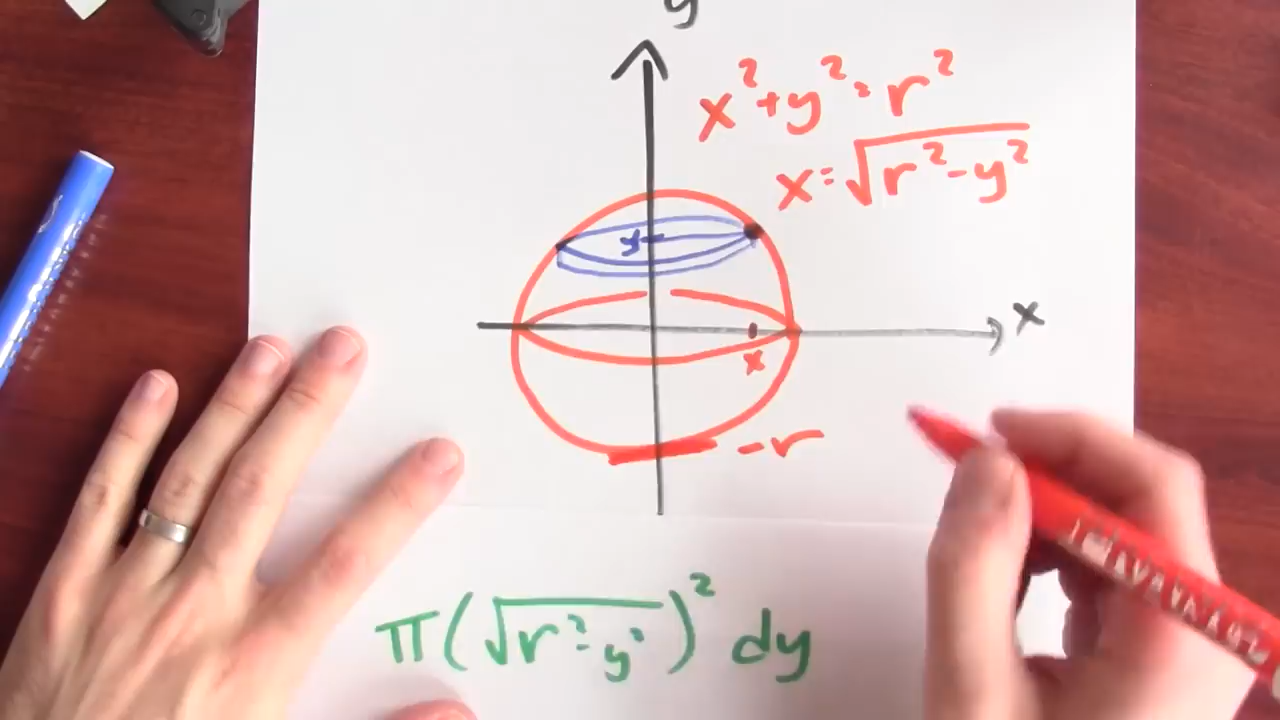 y
x²+y²=r²
x=√r²-y²
y
x
x
-r
π(√r²-y²)² dy